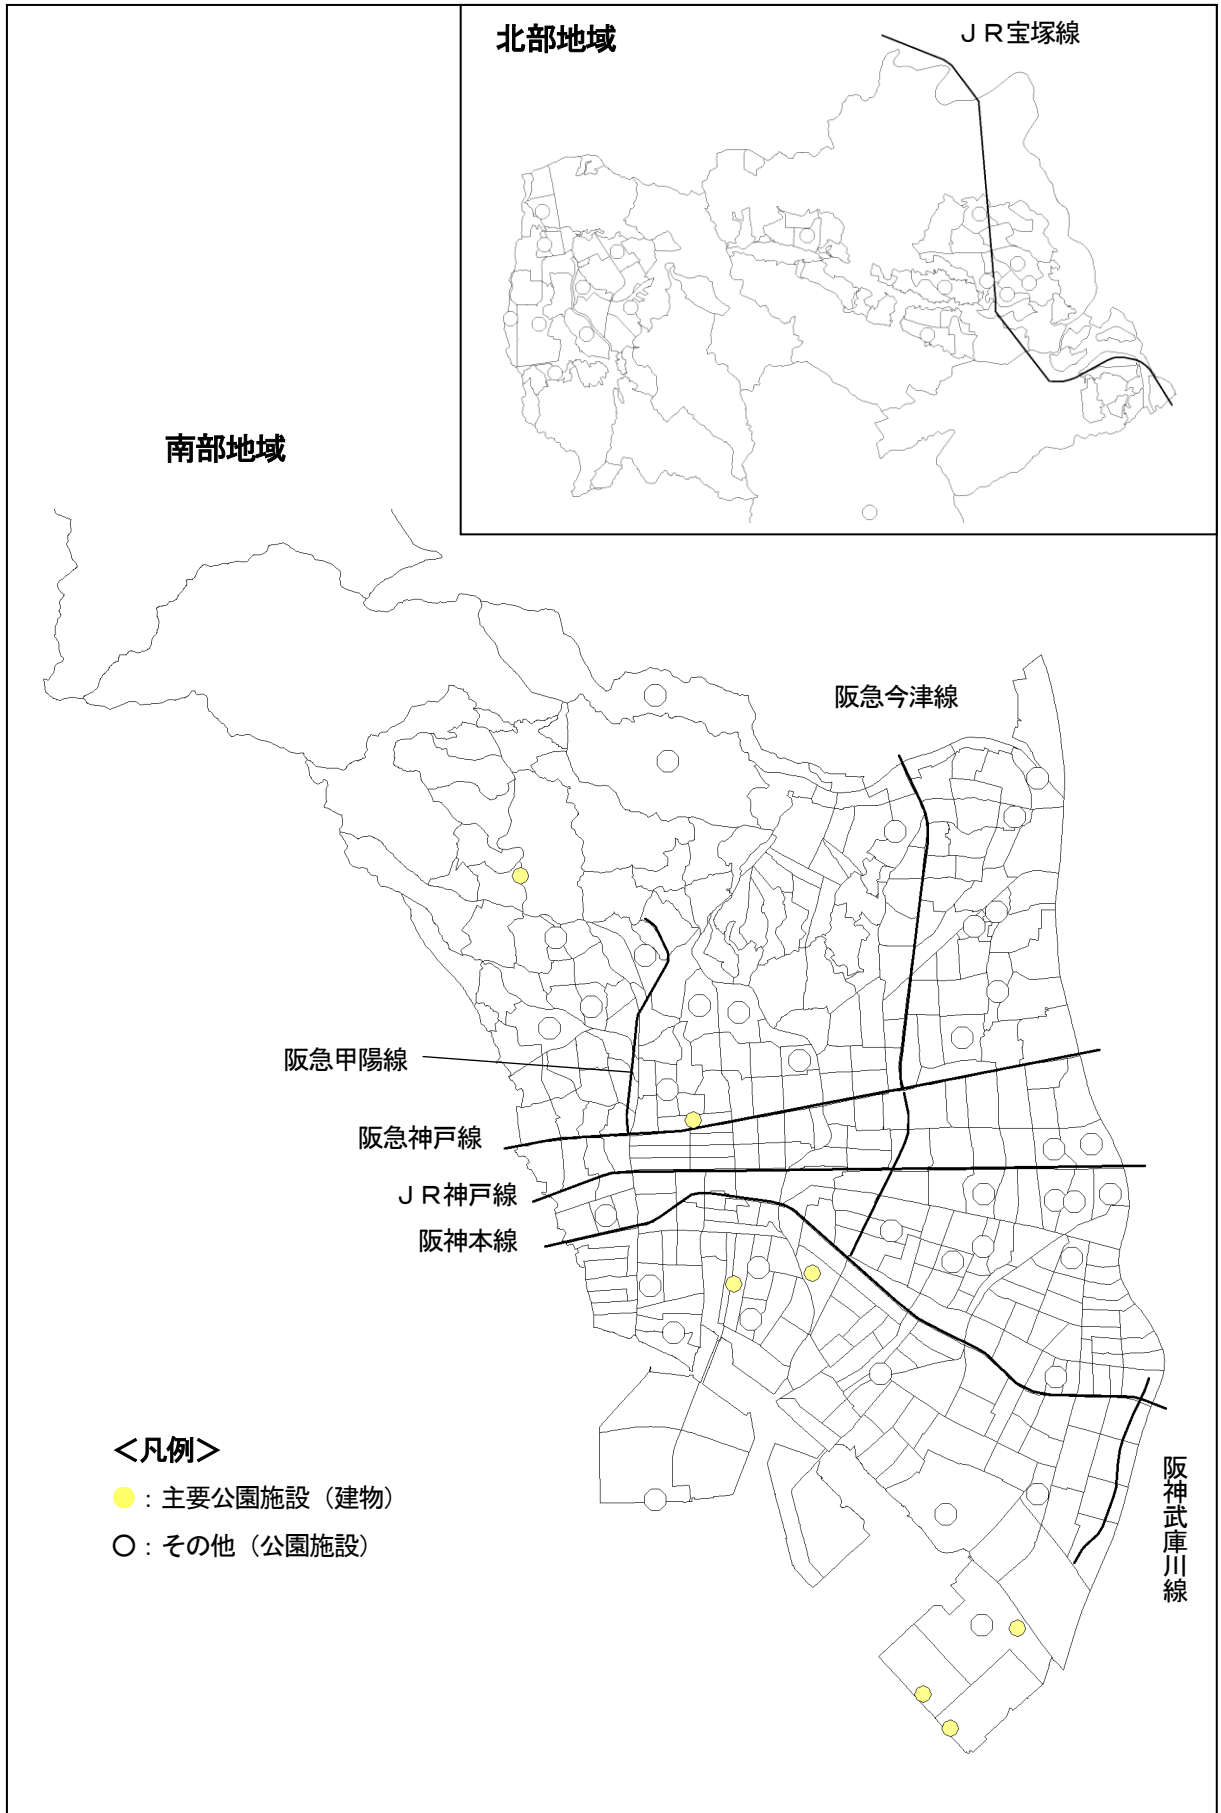 北部地域
ＪＲ宝塚線
南部地域
阪急今津線
阪急甲陽線
阪急神戸線
ＪＲ神戸線
阪神本線
＜凡例＞
：主要公園施設（建物）
：その他（公園施設）
阪神武庫川線